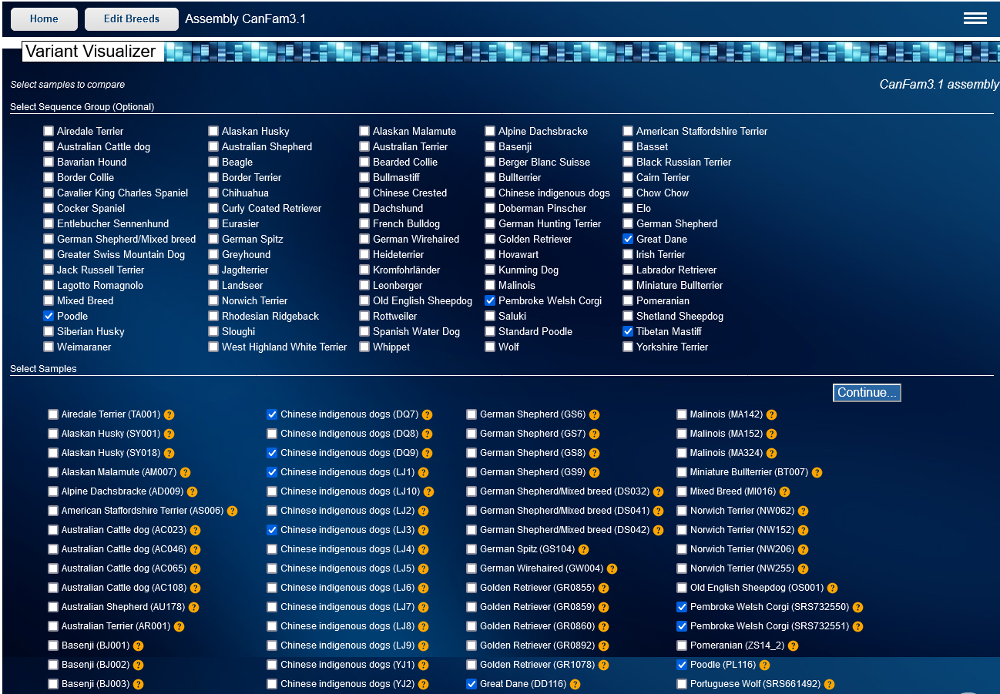 Home Edit Breeds Assembly CanFam3.1
Variant Visualizer
Select samples to compare CanFam3.1 assembly
Select Sequence Group (Optional)
Airedale Terrier Alaskan Husky Alaskan Malamute Alpine Dachsbracke American Staffordshire Terrier
Australian Cattle dog Australian Shepherd Australian Terrier Basenji Basset
Bavarian Hound Beagle Bearded Collie Berger Blanc Suisse Black Russian Terrier
Border Collie Border Terrier Bullmastiff Bullterrier Cairn Terrier
Cavalier King Charles Spaniel Chihuahua Chinese Crested Chinese indigenous dogs Chow Chow
Cocker Spaniel Curly Coated Retriever Dachshund Doberman Pinscher Elo
Entlebucher Sennenhund Eurasier French Bulldog German Hunting Terrier German Shepherd
German Shepherd/Mixed breed German Spitz German Wirehaired Golden Retriever Great Dane
Greater Swiss Mountain Dog Greyhound Heideterrier Hovawart Irish Terrier
Jack Russell Terrier Jagdterrier Kromfohrländer Kunming Dog Labrador Retriever
Lagotto Romagnolo Landseer Leonberger Malinois Miniature Bullterrier
Mixed Breed Norwich Terrier Old English Sheepdog Pembroke Welsh Corgi Pomeranian
Poodle Rhodesian Ridgeback Rottweiler Saluki Shetland Sheepdog
Siberian Husky Sloughi Spanish Water Dog Standard Poodle Tibetan Mastiff
Weimaraner West Highland White Terrier Whippet Wolf Yorkshire Terrier
Select Samples
Continue...
Airedale Terrier (TA001) ? Chinese indigenous dogs (DQ7) ? German Shepherd (GS6) ? Malinois (MA142) ?
Alaskan Husky (SY001) ? Chinese indigenous dogs (DQ8) ? German Shepherd (GS7) ? Malinois (MA152) ?
Alaskan Husky (SY018) ? Chinese indigenous dogs (DQ9) ? German Shepherd (GS8) ? Malinois (MA324) ?
Alaskan Malamute (AM007) ? Chinese indigenous dogs (LJ1) ? German Shepherd (GS9) ? Miniature Bullterrier (BT007) ?
Alpine Dachsbracke (AD009) ? Chinese indigenous dogs (LJ10) ? German Shepherd/Mixed breed (DS032) ? Mixed Breed (MI016) ?
American Staffordshire Terrier (AS006) ? Chinese indigenous dogs (LJ2) ? German Shepherd/Mixed breed (DS041) ? Norwich Terrier (NW062) ?
Australian Cattle dog (AC023) ? Chinese indigenous dogs (LJ3) ? German Shepherd/Mixed breed (DS042) ? Norwich Terrier (NW152) ?
Australian Cattle dog (AC046) ? Chinese indigenous dogs (LJ4) ? German Spitz (GS104) ? Norwich Terrier (NW206) ?
Australian Cattle dog (AC065) ? Chinese indigenous dogs (LJ5) ? German Wirehaired (GW004) ? Norwich Terrier (NW255) ?
Australian Cattle dog (AC108) ? Chinese indigenous dogs (LJ6) ? Golden Retriever (GR0855) ? Old English Sheepdog (OS001) ?
Australian Shepherd (AU178) ? Chinese indigenous dogs (LJ7) ? Golden Retriever (GR0859) ? Pembroke Welsh Corgi (SRS732550) ?
Australian Terrier (AR001) ? Chinese indigenous dogs (LJ8) ? Golden Retriever (GR0860) ? Pembroke Welsh Corgi (SRS732551) ?
Basenji (BJ001) ? Chinese indigenous dogs (LJ9) ? Golden Retriever (GR0892) ? Pomeranian (ZS14_2) ?
Basenji (BJ002) ? Chinese indigenous dogs (YJ1) ? Golden Retriever (GR1078) ? Poodle (PL116) ?
Basenji (BJ003) ? Chinese indigenous dogs (YJ2) ? Great Dane (DD116) ? Portuguese Wolf (SRS661492) ?